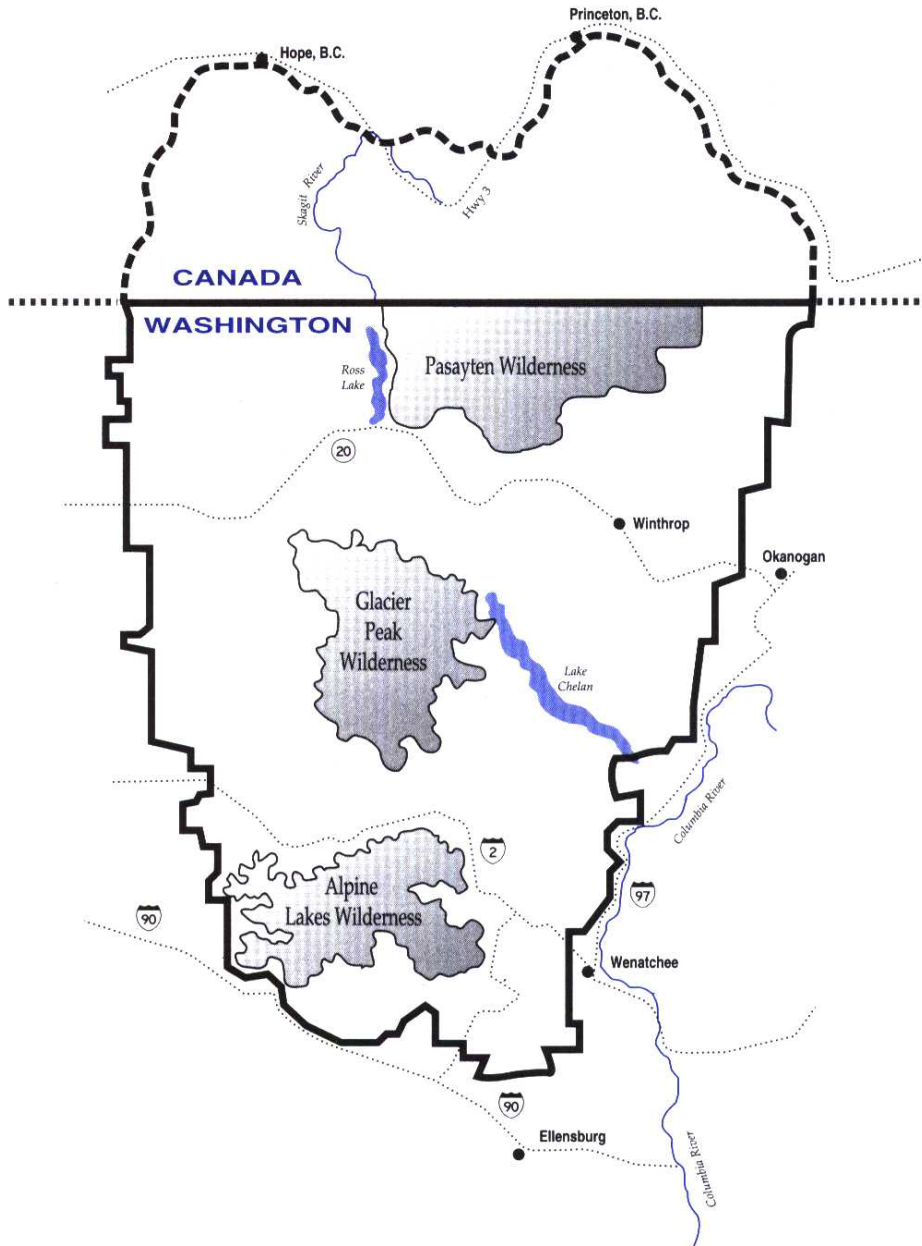 Princeton, B.C.
Hope, B.C.
Skagit River
Hwy 3
CANADA
WASHINGTON
Ross
Lake
Pasayten Wilderness
20
Winthrop
Okanogan
Glacier
Peak
Wilderness
Lake
Chelan
Columbia River
2
Alpine
Lakes Wilderness
90
97
Wenatchee
90
Ellensburg
Columbia River